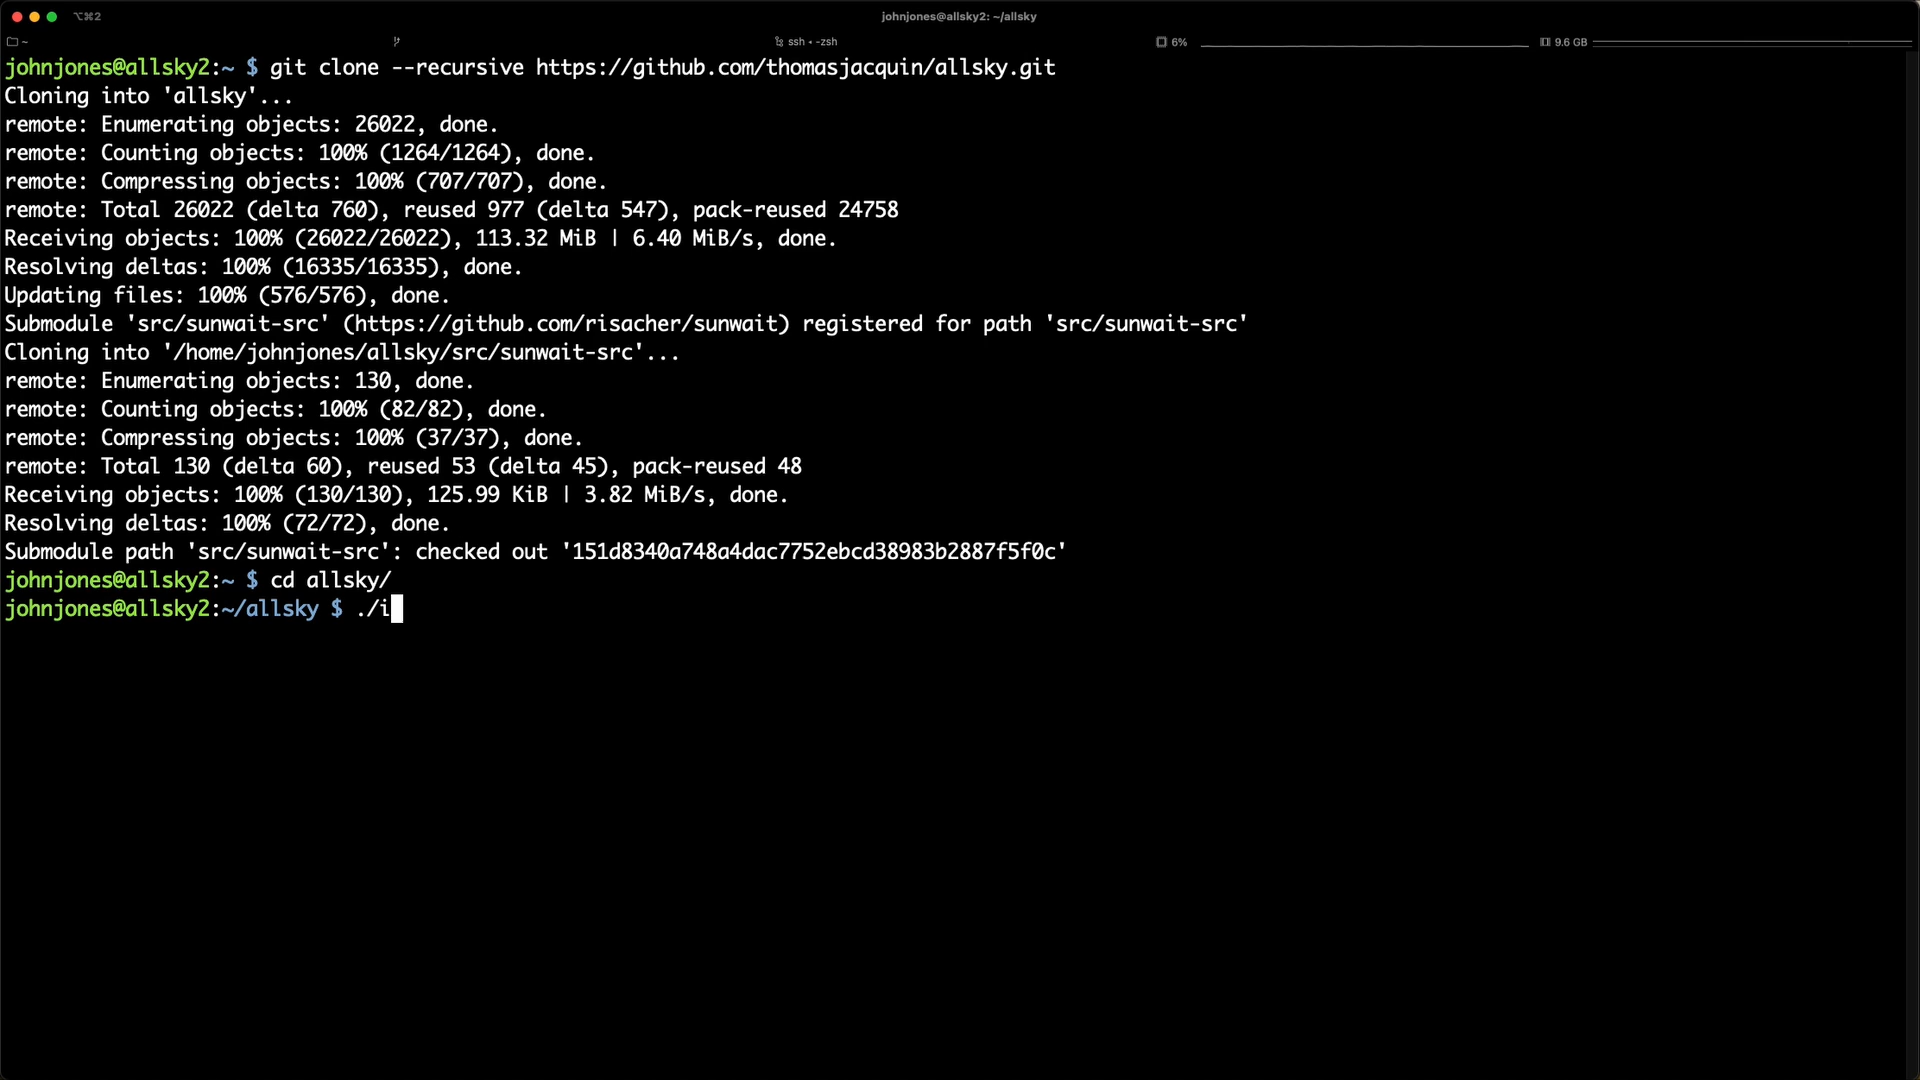 ⌥⌘2
johnjones@allsky2: ~/allsky
~
ssh • -zsh
6%
9.6 GB
johnjones@allsky2:~ $ git clone --recursive https://github.com/thomasjacquin/allsky.git
Cloning into 'allsky'...
remote: Enumerating objects: 26022, done.
remote: Counting objects: 100% (1264/1264), done.
remote: Compressing objects: 100% (707/707), done.
remote: Total 26022 (delta 760), reused 977 (delta 547), pack-reused 24758
Receiving objects: 100% (26022/26022), 113.32 MiB | 6.40 MiB/s, done.
Resolving deltas: 100% (16335/16335), done.
Updating files: 100% (576/576), done.
Submodule 'src/sunwait-src' (https://github.com/risacher/sunwait) registered for path 'src/sunwait-src'
Cloning into '/home/johnjones/allsky/src/sunwait-src'...
remote: Enumerating objects: 130, done.
remote: Counting objects: 100% (82/82), done.
remote: Compressing objects: 100% (37/37), done.
remote: Total 130 (delta 60), reused 53 (delta 45), pack-reused 48
Receiving objects: 100% (130/130), 125.99 KiB | 3.82 MiB/s, done.
Resolving deltas: 100% (72/72), done.
Submodule path 'src/sunwait-src': checked out '151d8340a748a4dac7752ebcd38983b2887f5f0c'
johnjones@allsky2:~ $ cd allsky/
johnjones@allsky2:~/allsky $ ./i